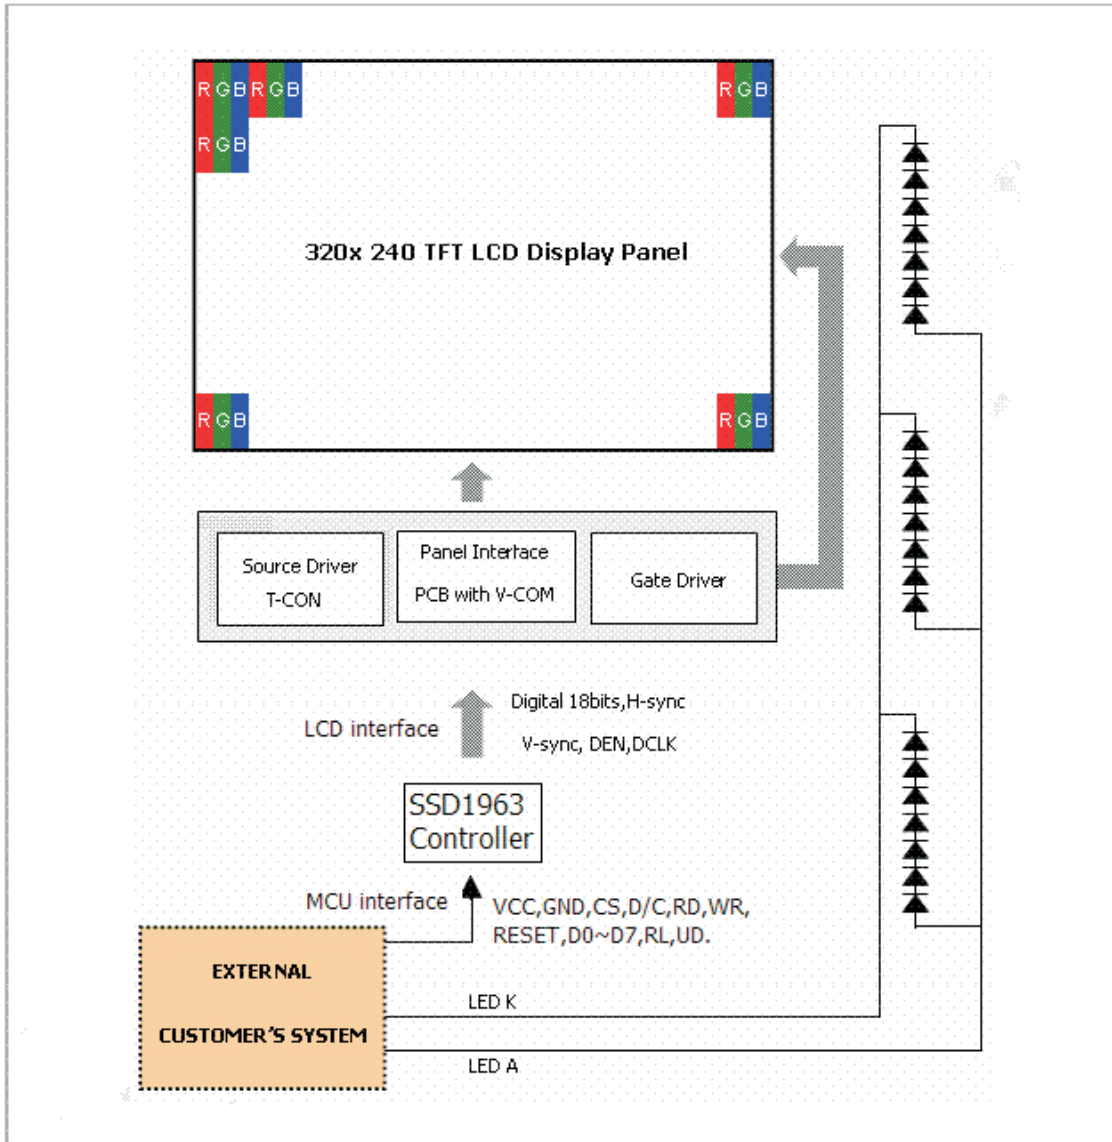 RGBRGB
RGB
RGB
320x 240 TFT LCD Display Panel
RGB
RGB
Source Driver
T-CON
Panel Interface
PCB with V-COM
Gate Driver
LCD interface
Digital 18bits,H-sync
V-sync, DEN,DCLK
SSD1963
Controller
MCU interface
VCC,GND,CS,D/C,RD,WR,
RESET,D0~D7,RL,UD.
EXTERNAL
CUSTOMER'S SYSTEM
LED K
LED A